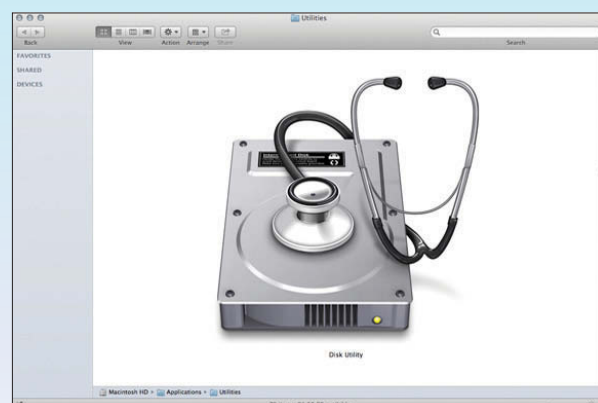 Utilities
Back
View
Action
Arrange
Share
Search
FAVORITES
SHARED
DEVICES
Disk Utility
Macintosh HD ▸ Applications ▸ Utilities